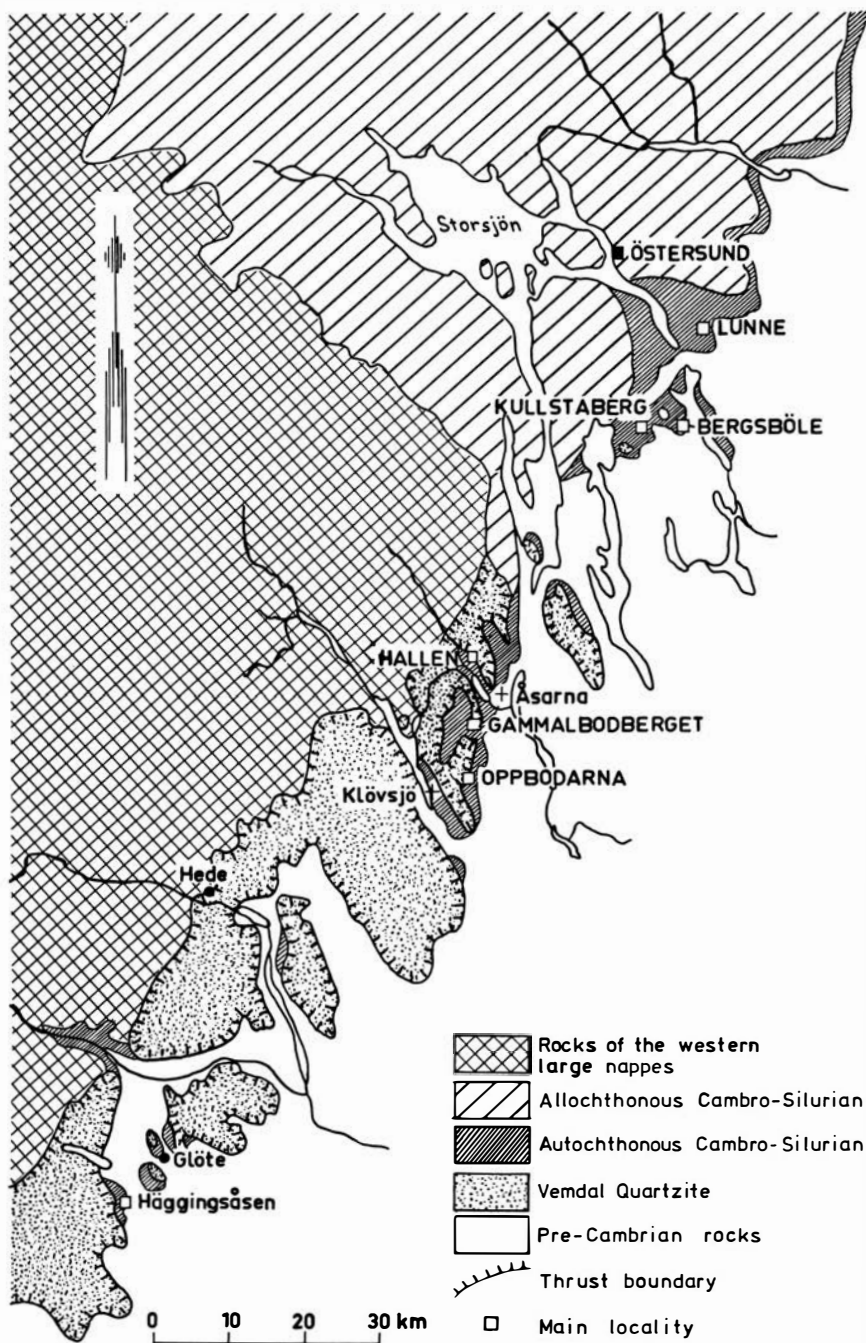 Storsjön
ÖSTERSUND
LUNNE
KULLSTABERG
BERGSBÖLE
HALLEN
Åsarna
GAMMALBODBERGET
OPPBODARNA
Klövsjö
Hede
Glöte
Häggingsåsen
Rocks of the western
large nappes
Allochthonous Cambro-Silurian
Autochthonous Cambro-Silurian
Vemdal Quartzite
Pre-Cambrian rocks
Thrust boundary
Main locality
0 10 20 30 km